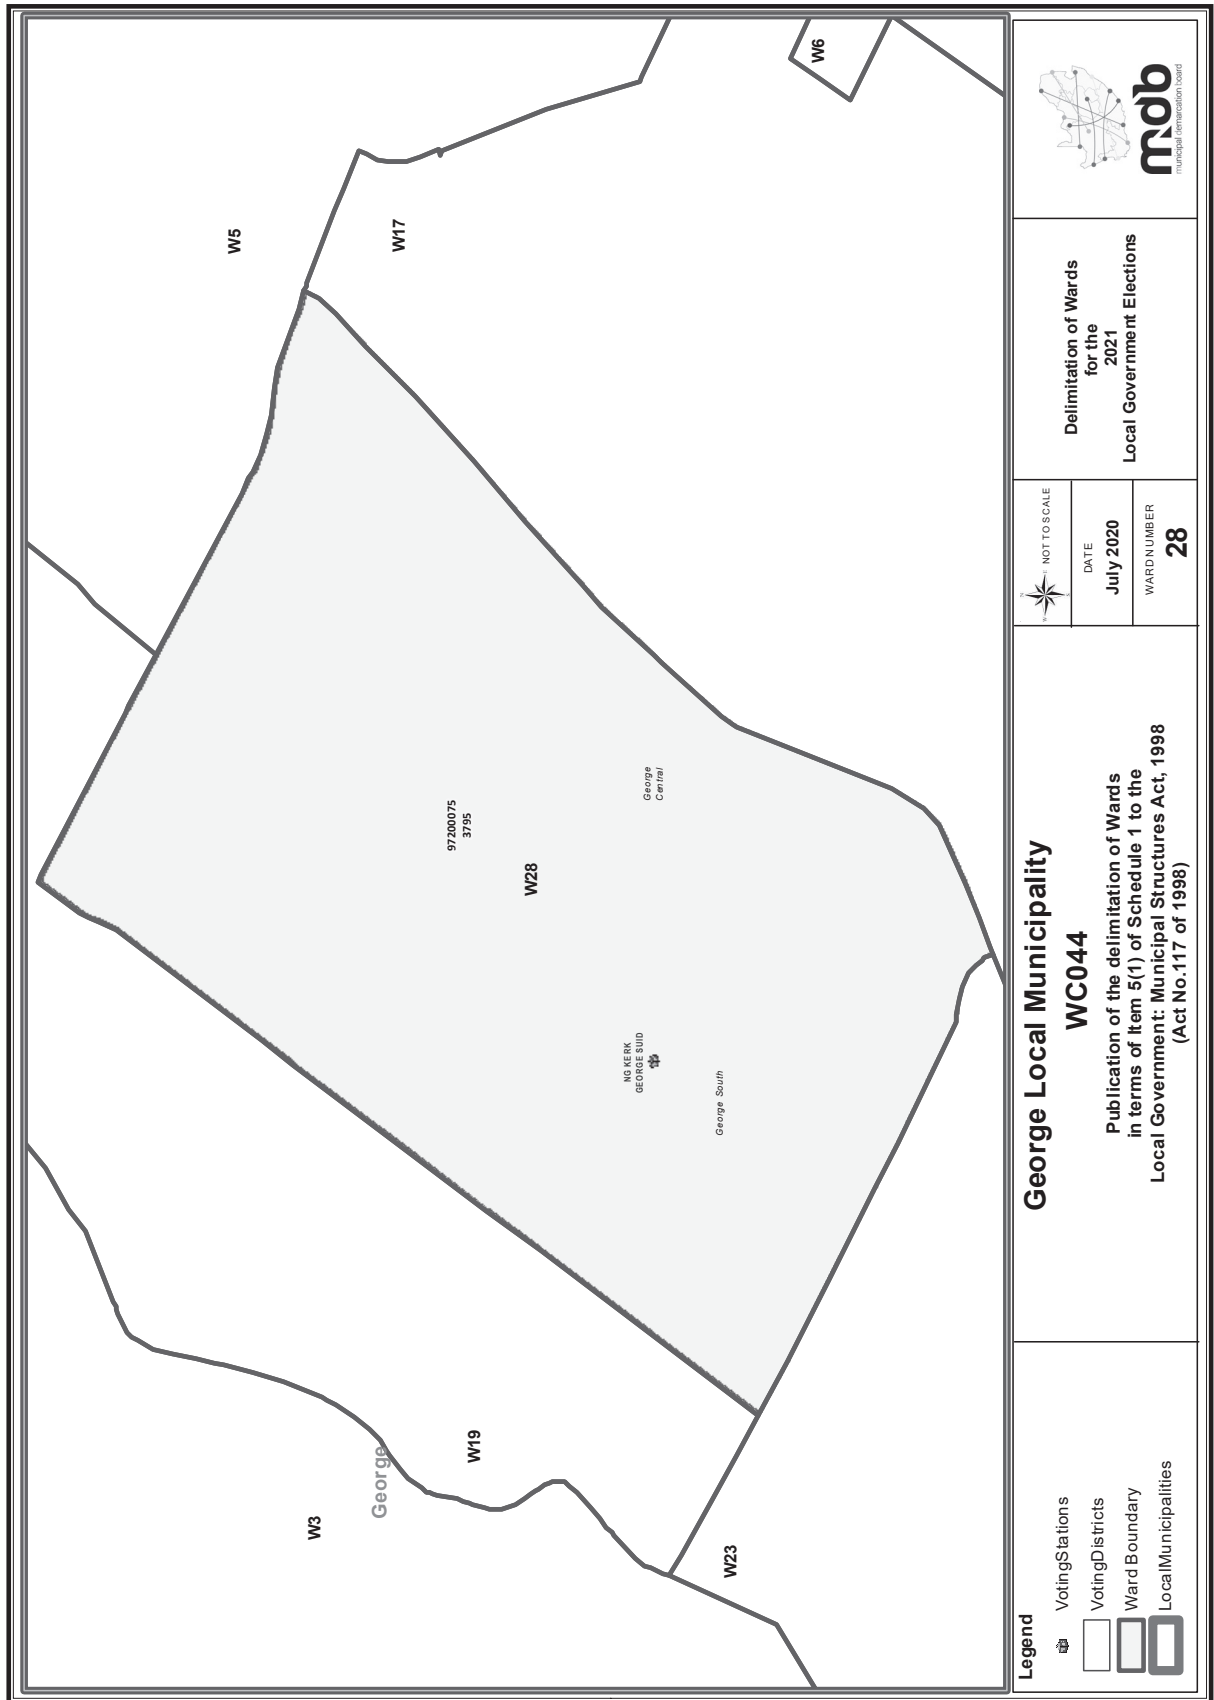 W6
W5
W17
97200075
3795
W28
George
Central
NG KERK
GEORGE SUID
George South
George
W19
W3
W23
Legend
VotingStations
VotingDistricts
Ward Boundary
LocalMunicipalities
George Local Municipality
WC044
Publication of the delimitation of Wards
in terms of Item 5(1) of Schedule 1 to the
Local Government: Municipal Structures Act, 1998
(Act No.117 of 1998)
N
W
E
S
NOT TO SCALE
DATE
July 2020
WARD NUMBER
28
Delimitation of Wards
for the
2021
Local Government Elections
mdb
municipal demarcation board